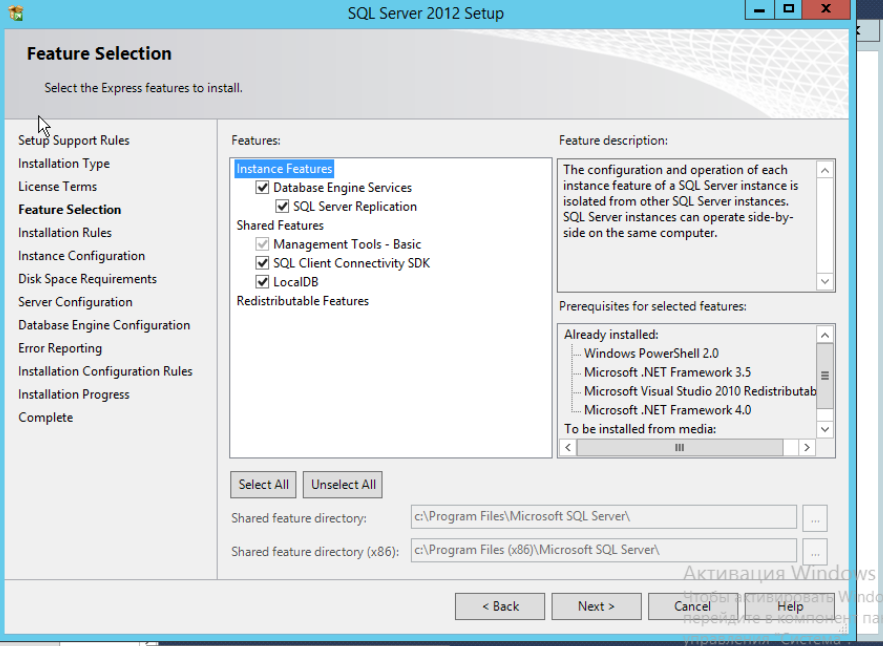 SQL Server 2012 Setup
Feature Selection
Select the Express features to install.
Setup Support Rules
Installation Type
License Terms
Feature Selection
Installation Rules
Instance Configuration
Disk Space Requirements
Server Configuration
Database Engine Configuration
Error Reporting
Installation Configuration Rules
Installation Progress
Complete
Features:
Instance Features
Database Engine Services
SQL Server Replication
Shared Features
Management Tools - Basic
SQL Client Connectivity SDK
LocalDB
Redistributable Features
Feature description:
The configuration and operation of each
instance feature of a SQL Server instance is
isolated from other SQL Server instances.
SQL Server instances can operate side-by-
side on the same computer.
Prerequisites for selected features:
Already installed:
Windows PowerShell 2.0
Microsoft .NET Framework 3.5
Microsoft Visual Studio 2010 Redistributab
Microsoft .NET Framework 4.0
To be installed from media:
Select All
Unselect All
Shared feature directory:
c:\Program Files\Microsoft SQL Server\
...
Shared feature directory (x86):
c:\Program Files (x86)\Microsoft SQL Server\
...
Активация Windows
Чтобы активировать Windo
перейдите в компонент па
управления "Система".
< Back
Next >
Cancel
Help